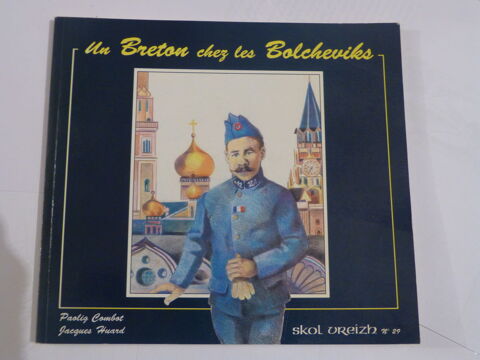 Un Breton chez les Bolcheviks
Paolig Combot
Jacques Huard
SKOL VREIZH N° 29